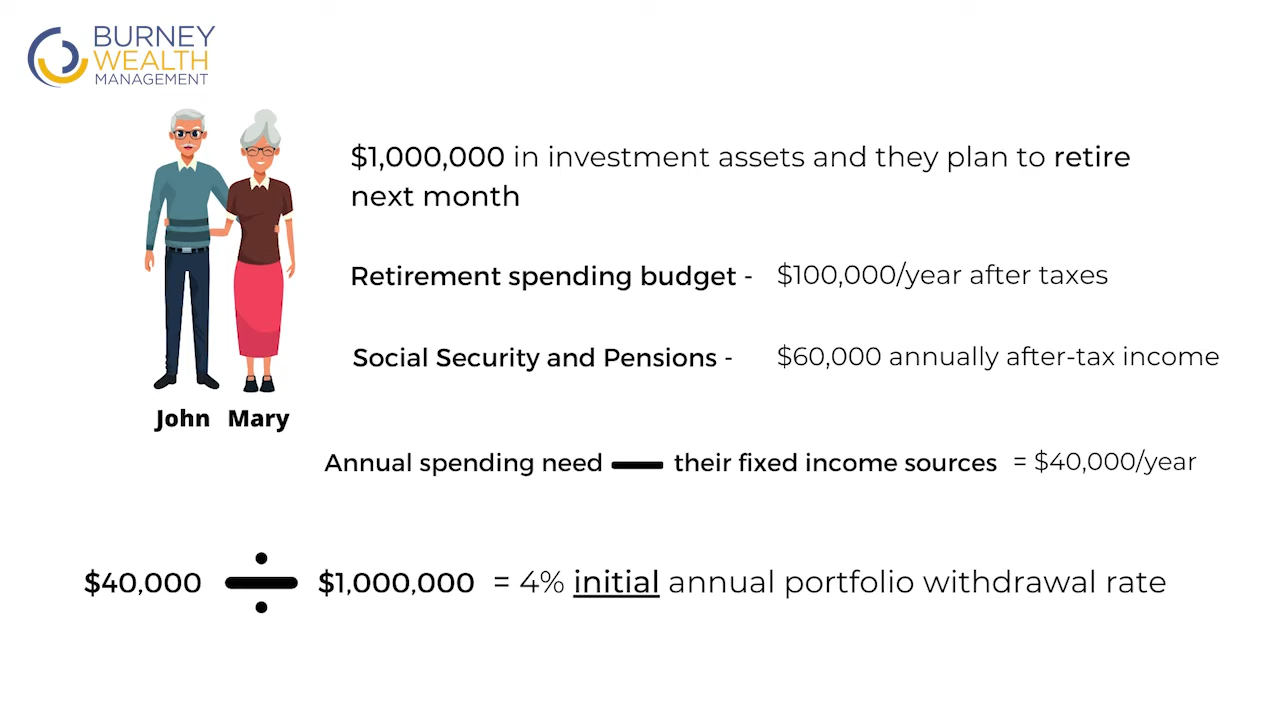 BURNEY
WEALTH
MANAGEMENT
$1,000,000 in investment assets and they plan to retire
next month
Retirement spending budget - $100,000/year after taxes
Social Security and Pensions - $60,000 annually after-tax income
John Mary
Annual spending need — their fixed income sources = $40,000/year
$40,000 ÷ $1,000,000 = 4% initial annual portfolio withdrawal rate